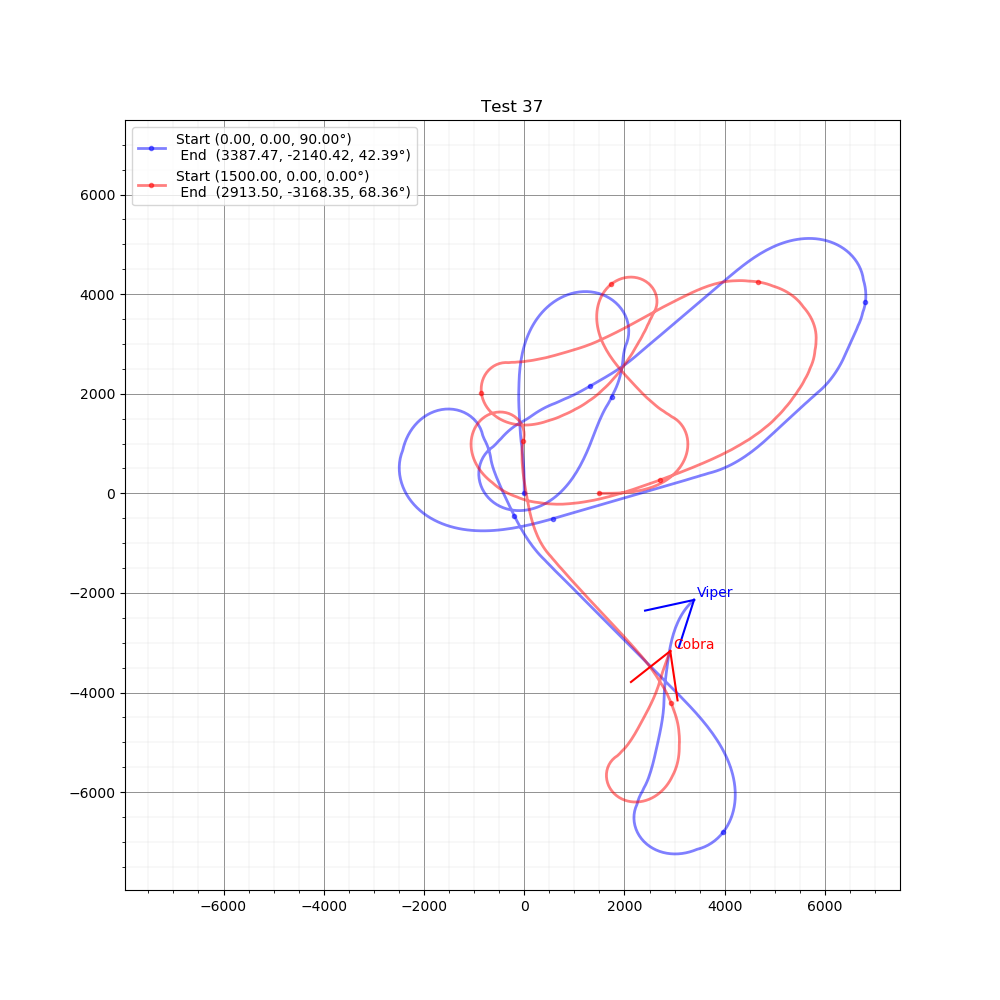 Test 37
Start (0.00, 0.00, 90.00°)
End (3387.47, -2140.42, 42.39°)
Start (1500.00, 0.00, 0.00°)
End (2913.50, -3168.35, 68.36°)
6000
4000
2000
0
−2000
−4000
−6000
Viper
Cobra
−6000 −4000 −2000 0 2000 4000 6000